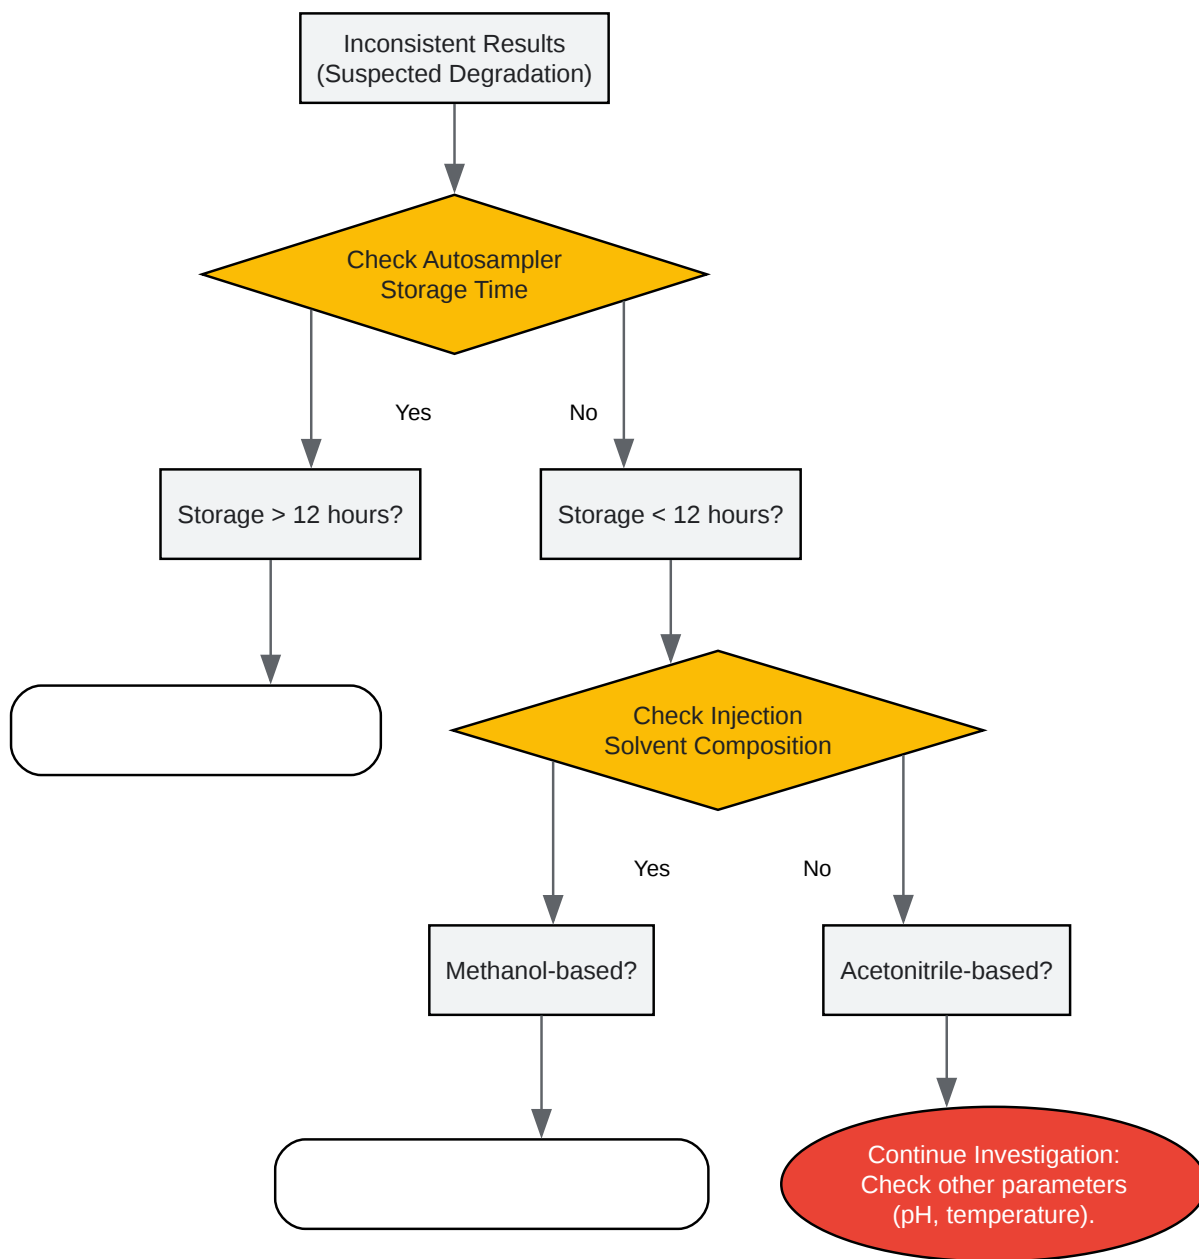 Inconsistent Results
(Suspected Degradation)
Check Autosampler
Storage Time
Yes
No
Storage > 12 hours?
Storage < 12 hours?
Check Injection
Solvent Composition
Yes
No
Methanol-based?
Acetonitrile-based?
Continue Investigation:
Check other parameters
(pH, temperature).